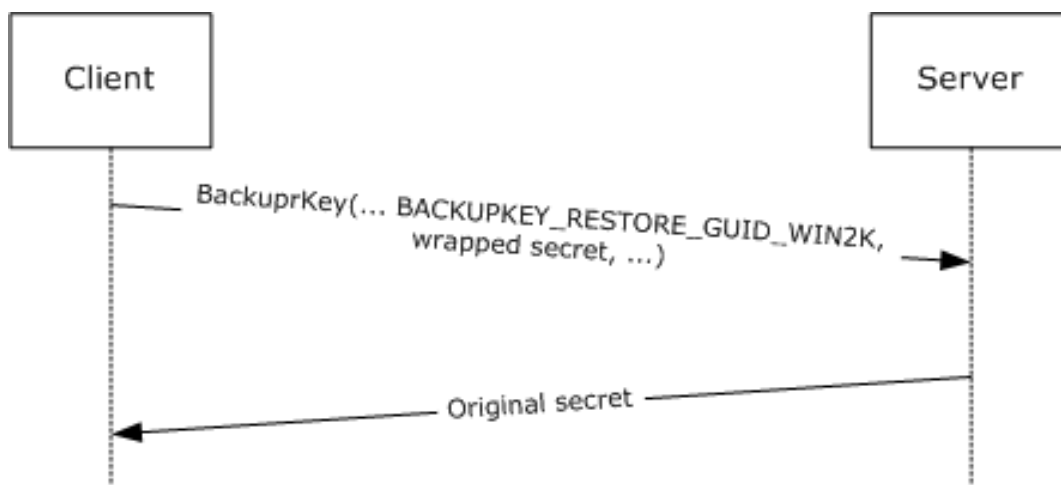 Client
Server
BackuprKey(... BACKUPKEY_RESTORE_GUID_WIN2K,
wrapped secret, ...)
Original secret